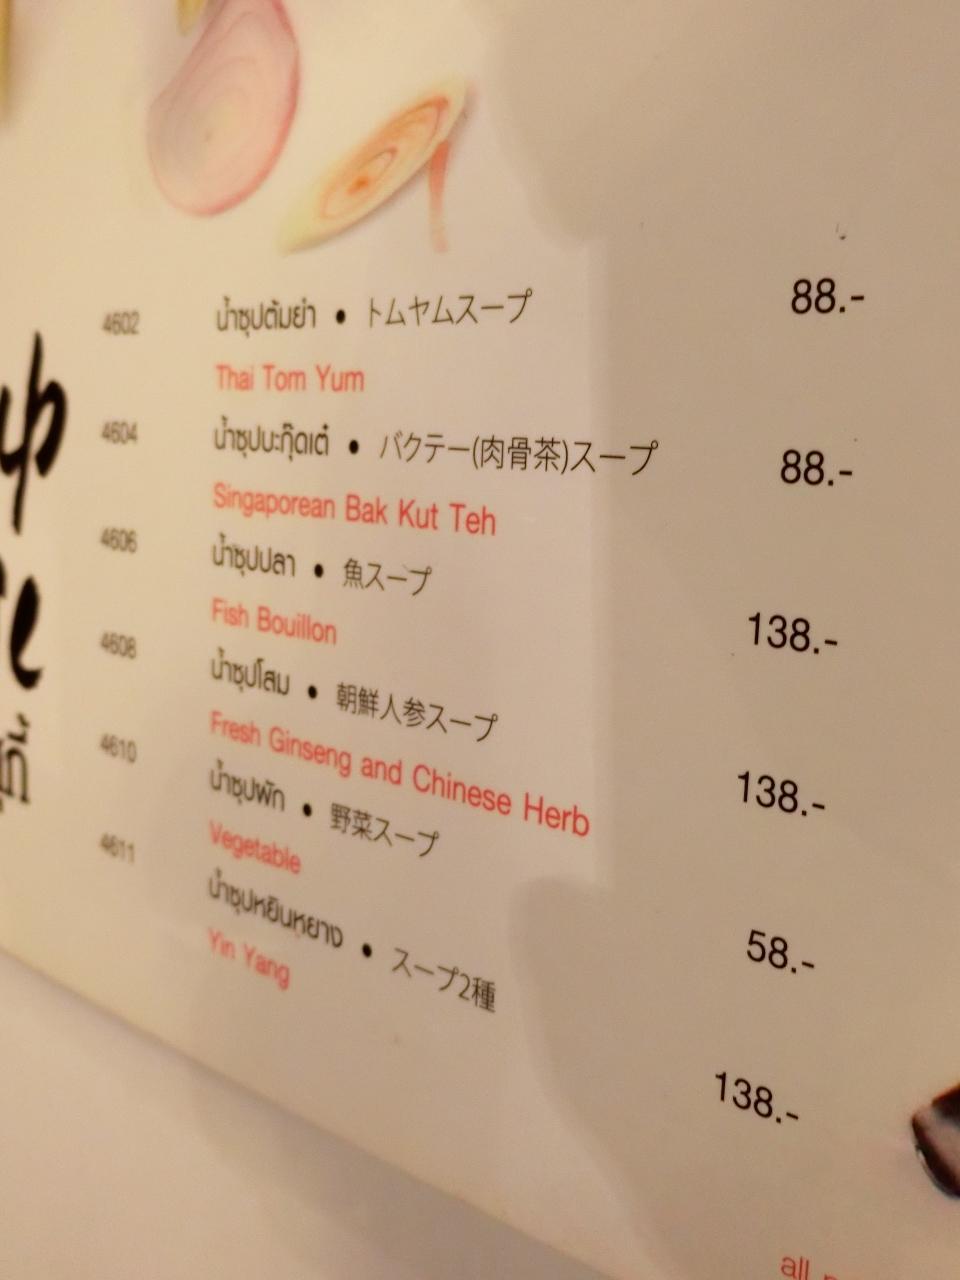 4602 น้ำซุปต้มยำ • トムヤムスープ 88.-
Thai Tom Yum
4604 น้ำซุปบะกุ๊ดเต๋ • バクテー(肉骨茶)スープ 88.-
Singaporean Bak Kut Teh
4606 น้ำซุปปลา • 魚スープ 138.-
Fish Bouillon
4608 น้ำซุปโสม • 朝鮮人参スープ 138.-
Fresh Ginseng and Chinese Herb
4610 น้ำซุปผัก • 野菜スープ 58.-
Vegetable
4611 น้ำซุปหยินหยาง • スープ2種 138.-
Yin Yang
all